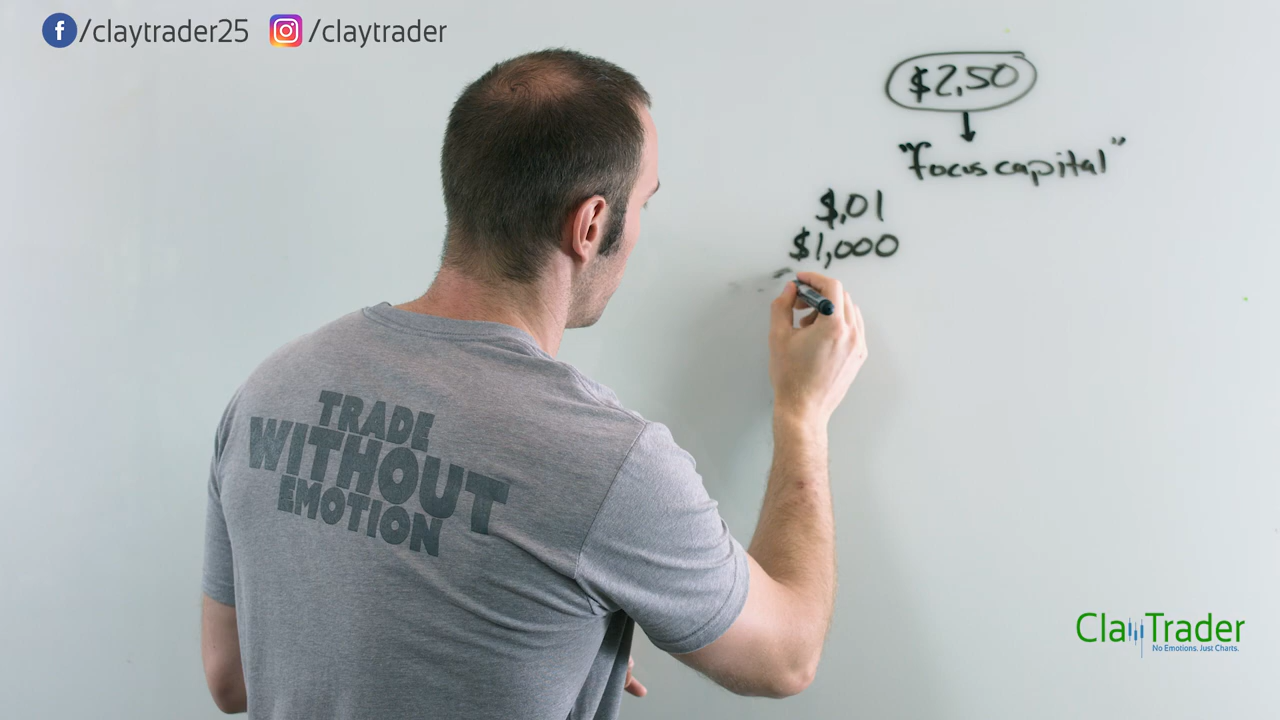 /claytrader25 /claytrader
$2,50
"focus capital"
$,01
$1,000
TRADE
WITHOUT
EMOTION
ClayTrader
No Emotions. Just Charts.